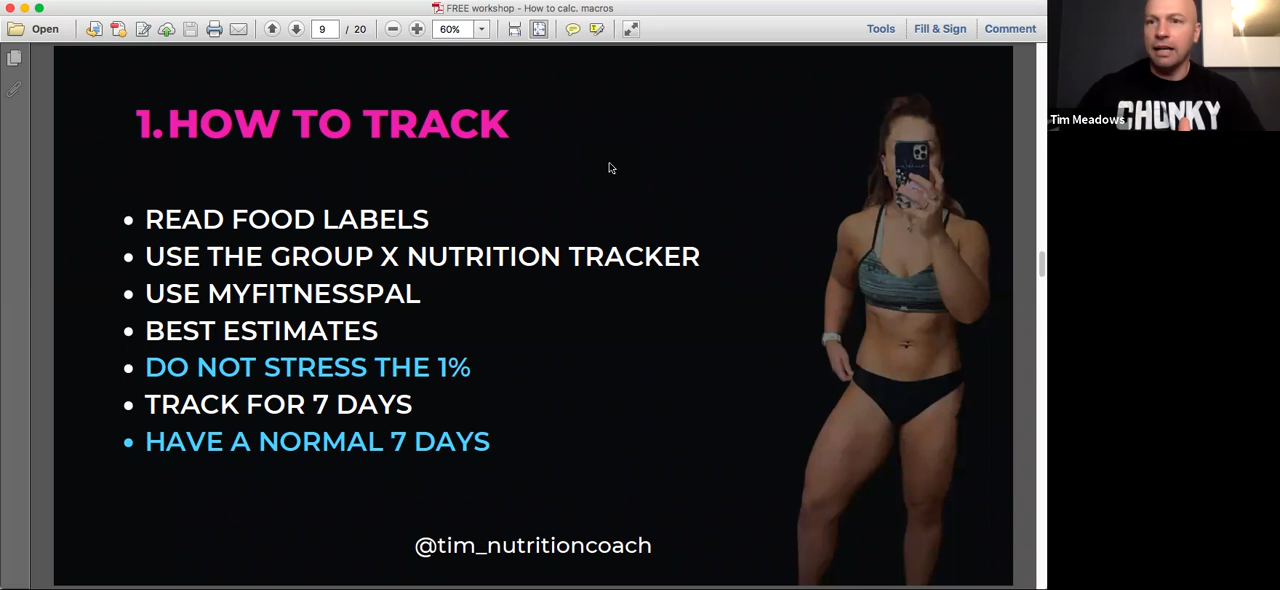 FREE workshop - How to calc. macros
Open
9 / 20
60%
Tools
Fill & Sign
Comment
1. HOW TO TRACK
• READ FOOD LABELS
• USE THE GROUP X NUTRITION TRACKER
• USE MYFITNESSPAL
• BEST ESTIMATES
• DO NOT STRESS THE 1%
• TRACK FOR 7 DAYS
• HAVE A NORMAL 7 DAYS
@tim_nutritioncoach
CHUNKY
Tim Meadows